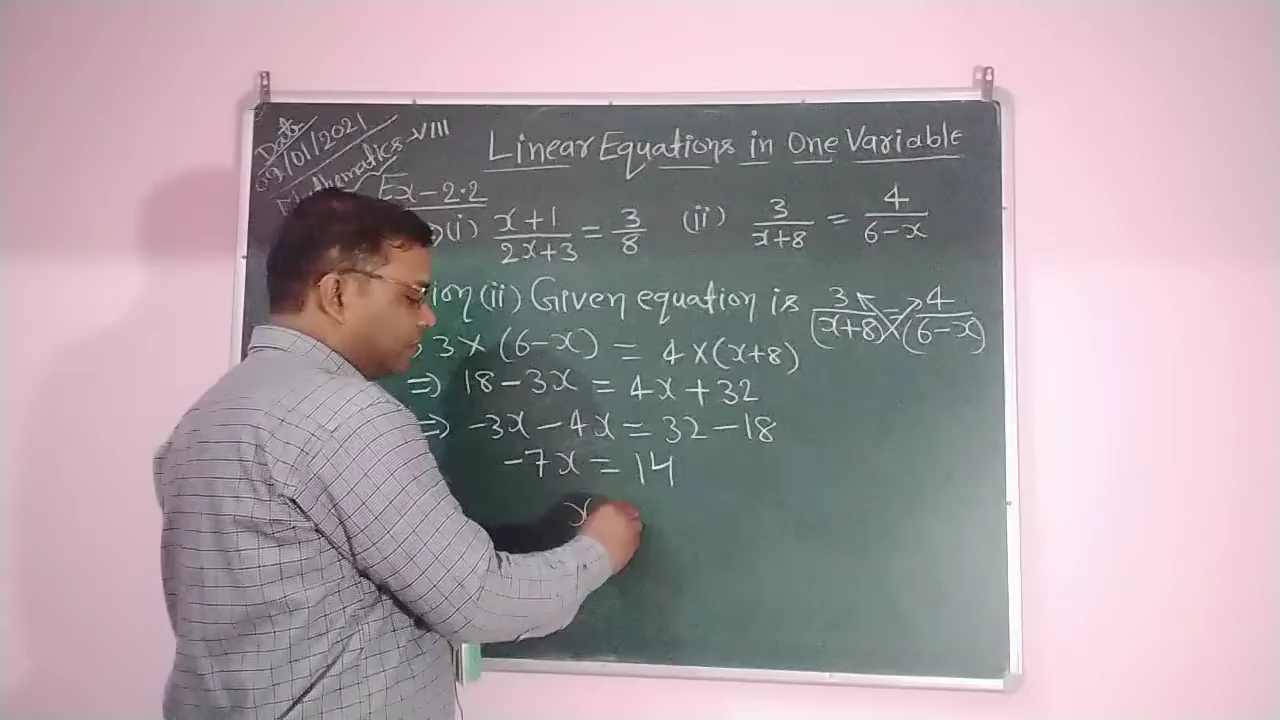 Date
09/01/2021
Mathematics-VIII
Linear Equations in One Variable
Ex-2.2
(i) x+1/2x+3 = 3/8 (ii) 3/x+8 = 4/6-x
ion (ii) Given equation is 3/(x+8) = 4/(6-x)
3×(6-x) = 4×(x+8)
⇒ 18-3x = 4x+32
⇒ -3x-4x = 32-18
-7x = 14
x